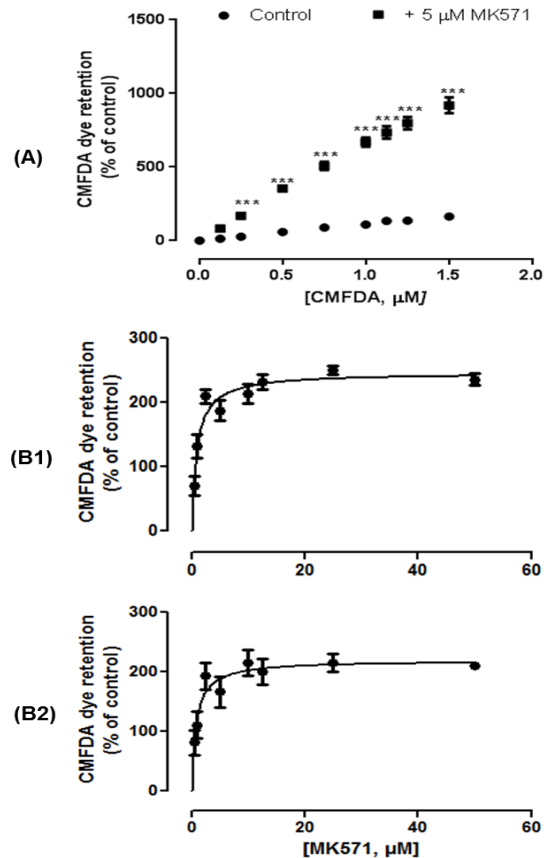 Control + 5 µM MK571
(A)
CMFDA dye retention
(% of control)
1500
1000
500
0
***
***
***
***
***
***
***
0.0 0.5 1.0 1.5 2.0
[CMFDA, µM]
(B1)
CMFDA dye retention
(% of control)
300
200
100
0
0 20 40 60
(B2)
CMFDA dye retention
(% of control)
300
200
100
0
0 20 40 60
[MK571, µM]